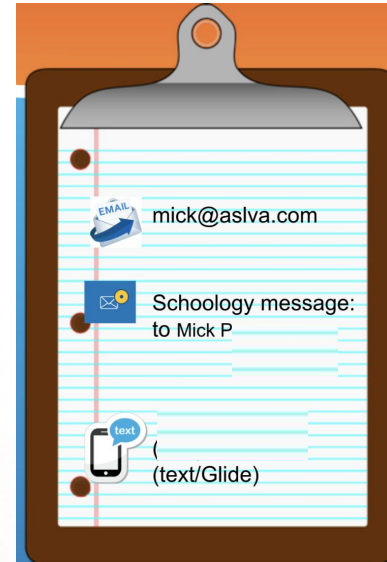 EMAIL
mick@aslva.com
Schoology message:
to Mick P
text
(
(text/Glide)